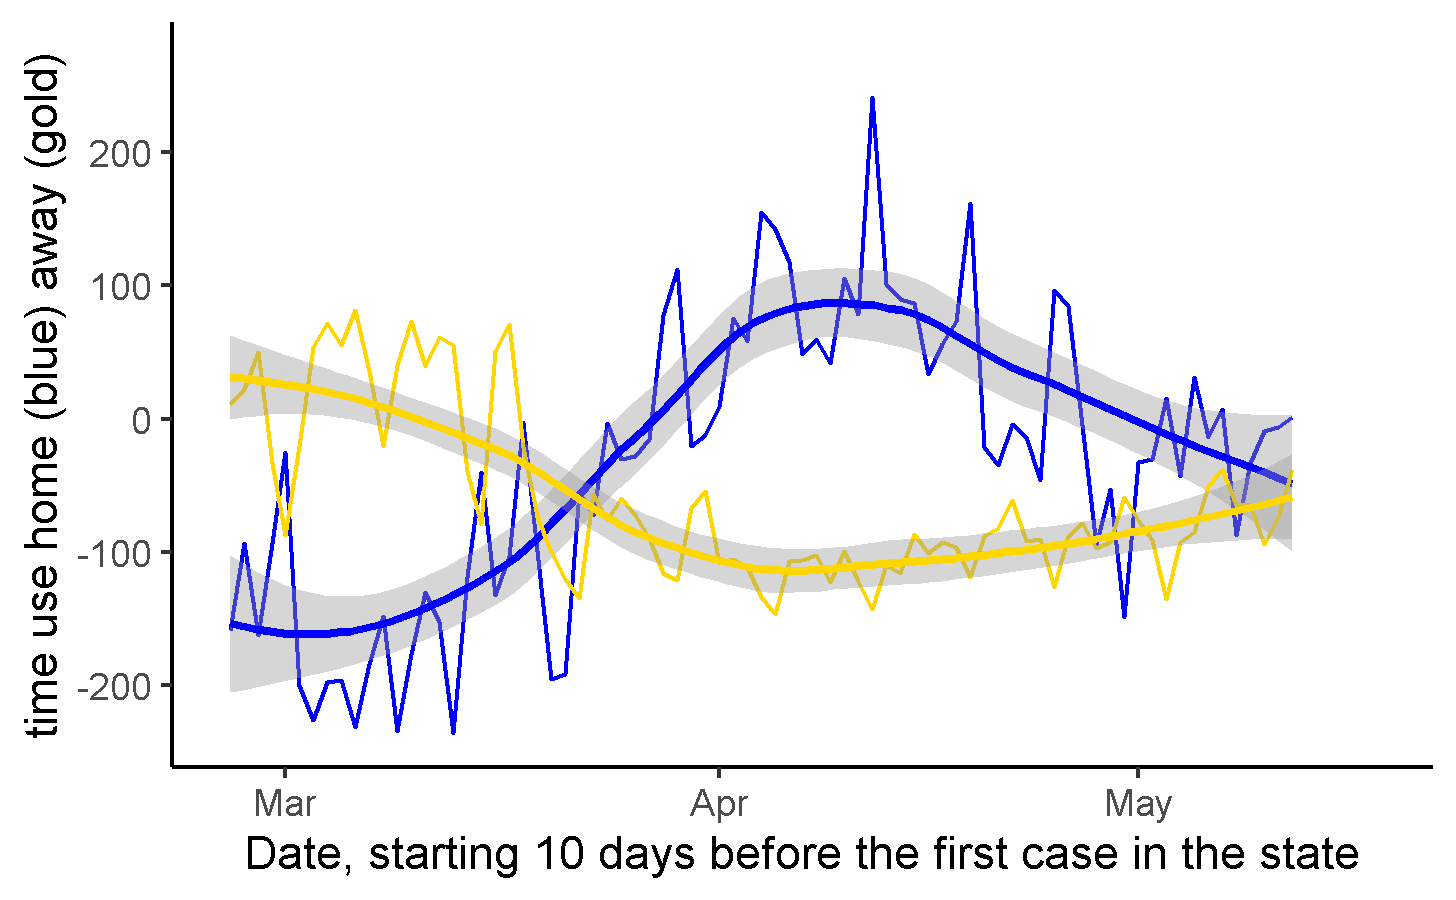 time use home (blue) away (gold)
200
100
0
-100
-200
Mar Apr May
Date, starting 10 days before the first case in the state